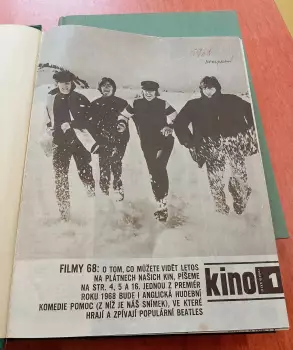 FILMY 68: O TOM, CO MŮŽETE VIDĚT LETOS
NA PLÁTNECH NAŠICH KIN, PÍŠEME
NA STR. 4, 5 A 16. JEDNOU Z PREMIÉR
ROKU 1968 BUDE I ANGLICKÁ HUDEBNÍ
KOMEDIE POMOC (Z NÍŽ JE NÁŠ SNÍMEK), VE KTERÉ
HRAJÍ A ZPÍVAJÍ POPULÁRNÍ BEATLES
kino
1